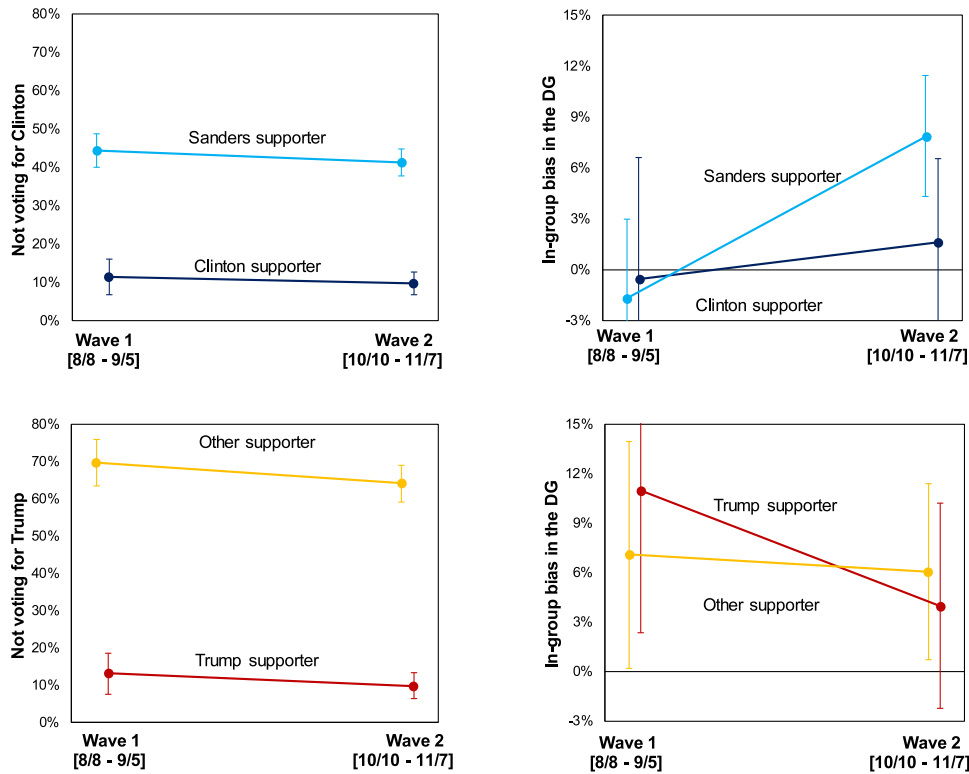 Not voting for Clinton
80%
70%
60%
50%
40%
30%
20%
10%
0%
Sanders supporter
Clinton supporter
Wave 1
[8/8 - 9/5]
Wave 2
[10/10 - 11/7]
In-group bias in the DG
15%
12%
9%
6%
3%
0%
-3%
Sanders supporter
Clinton supporter
Wave 1
[8/8 - 9/5]
Wave 2
[10/10 - 11/7]
Not voting for Trump
80%
70%
60%
50%
40%
30%
20%
10%
0%
Other supporter
Trump supporter
Wave 1
[8/8 - 9/5]
Wave 2
[10/10 - 11/7]
In-group bias in the DG
15%
12%
9%
6%
3%
0%
-3%
Trump supporter
Other supporter
Wave 1
[8/8 - 9/5]
Wave 2
[10/10 - 11/7]